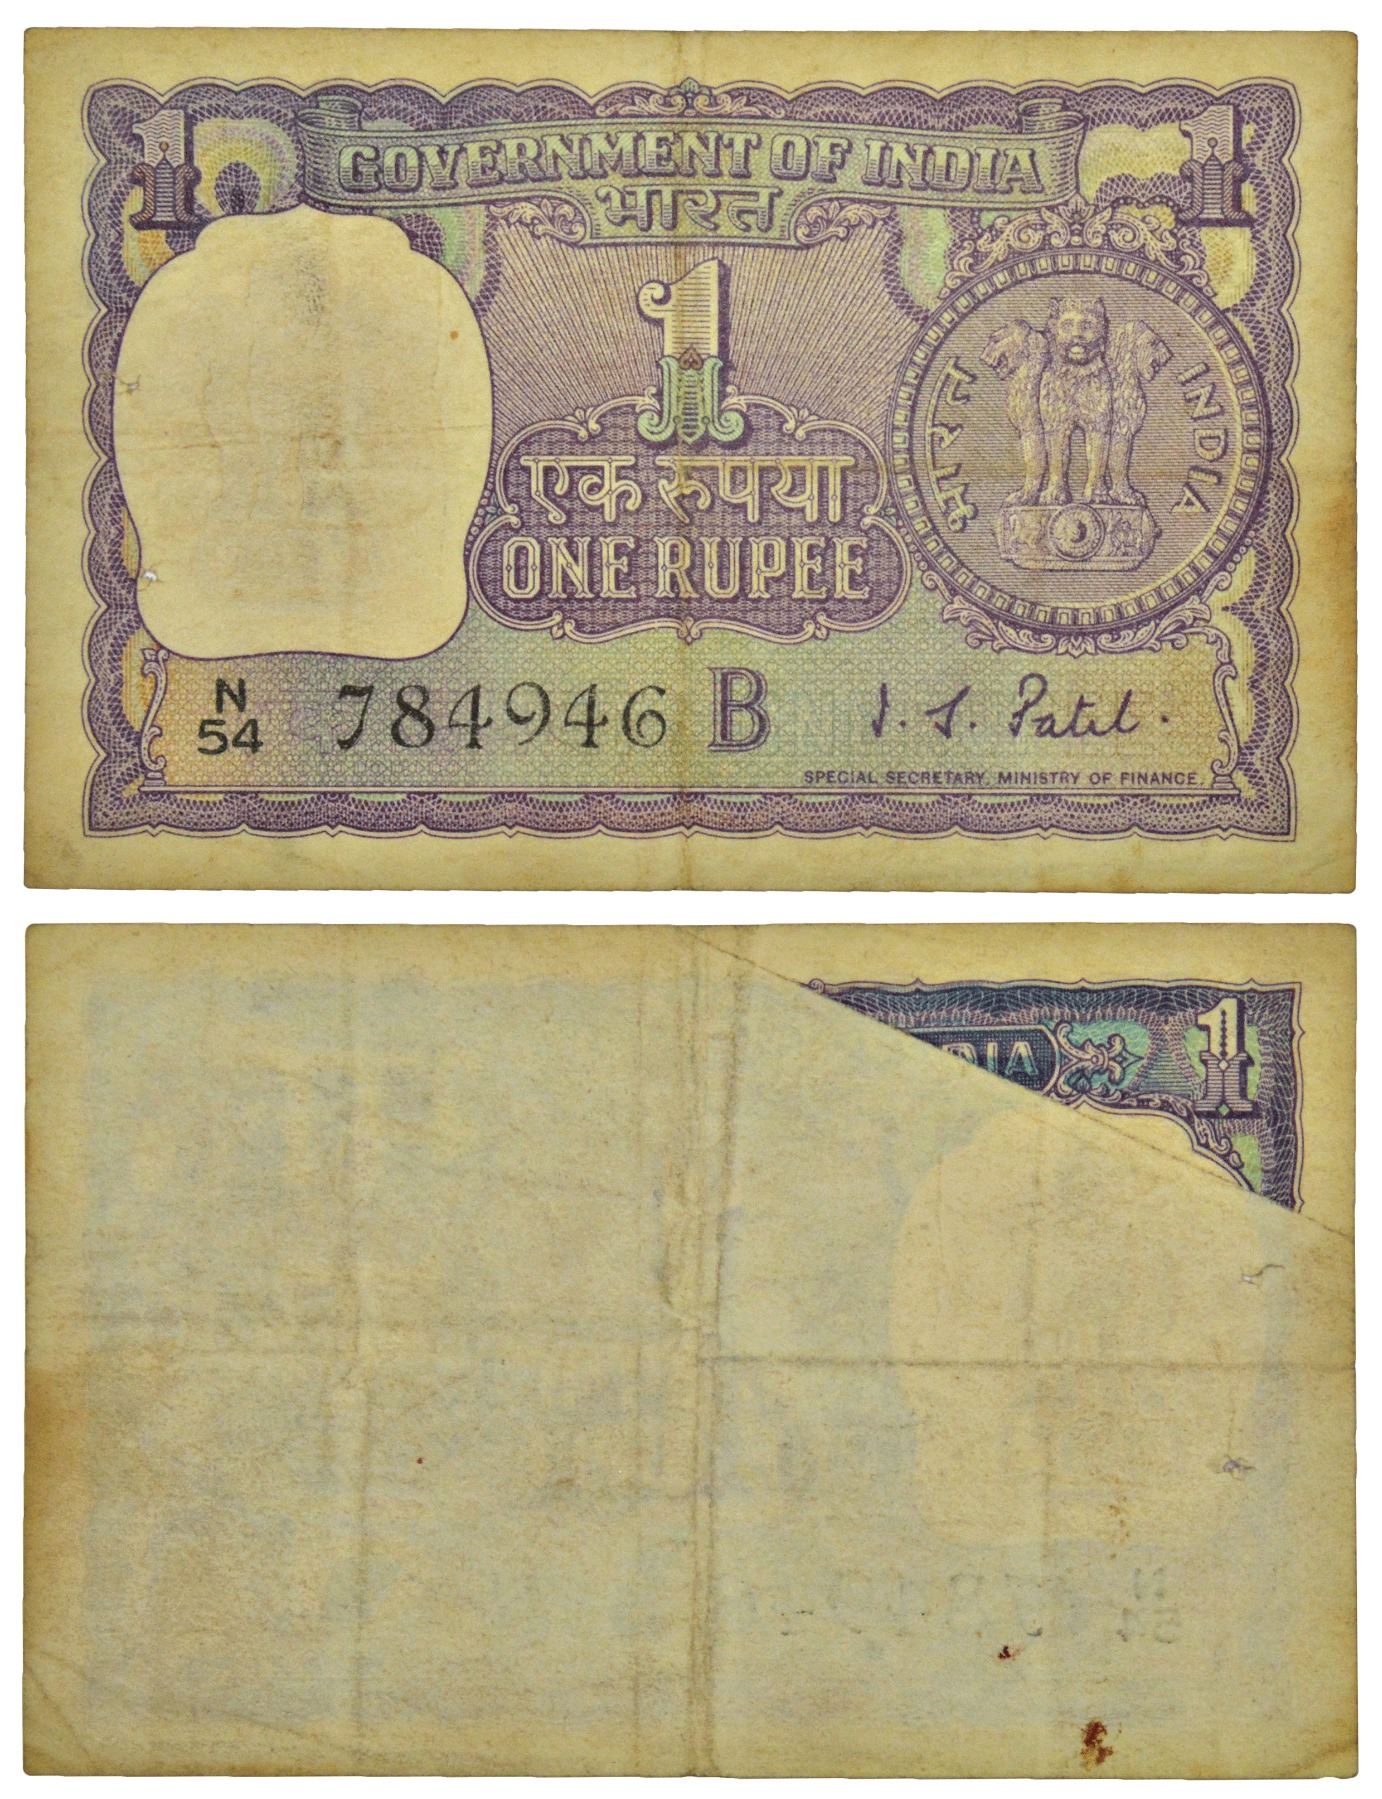 1 1
GOVERNMENT OF INDIA
भारत
1
एक रुपया
ONE RUPEE
भारत INDIA
N
54 784946 B I. G. Patel.
SPECIAL SECRETARY, MINISTRY OF FINANCE.
1
DIA